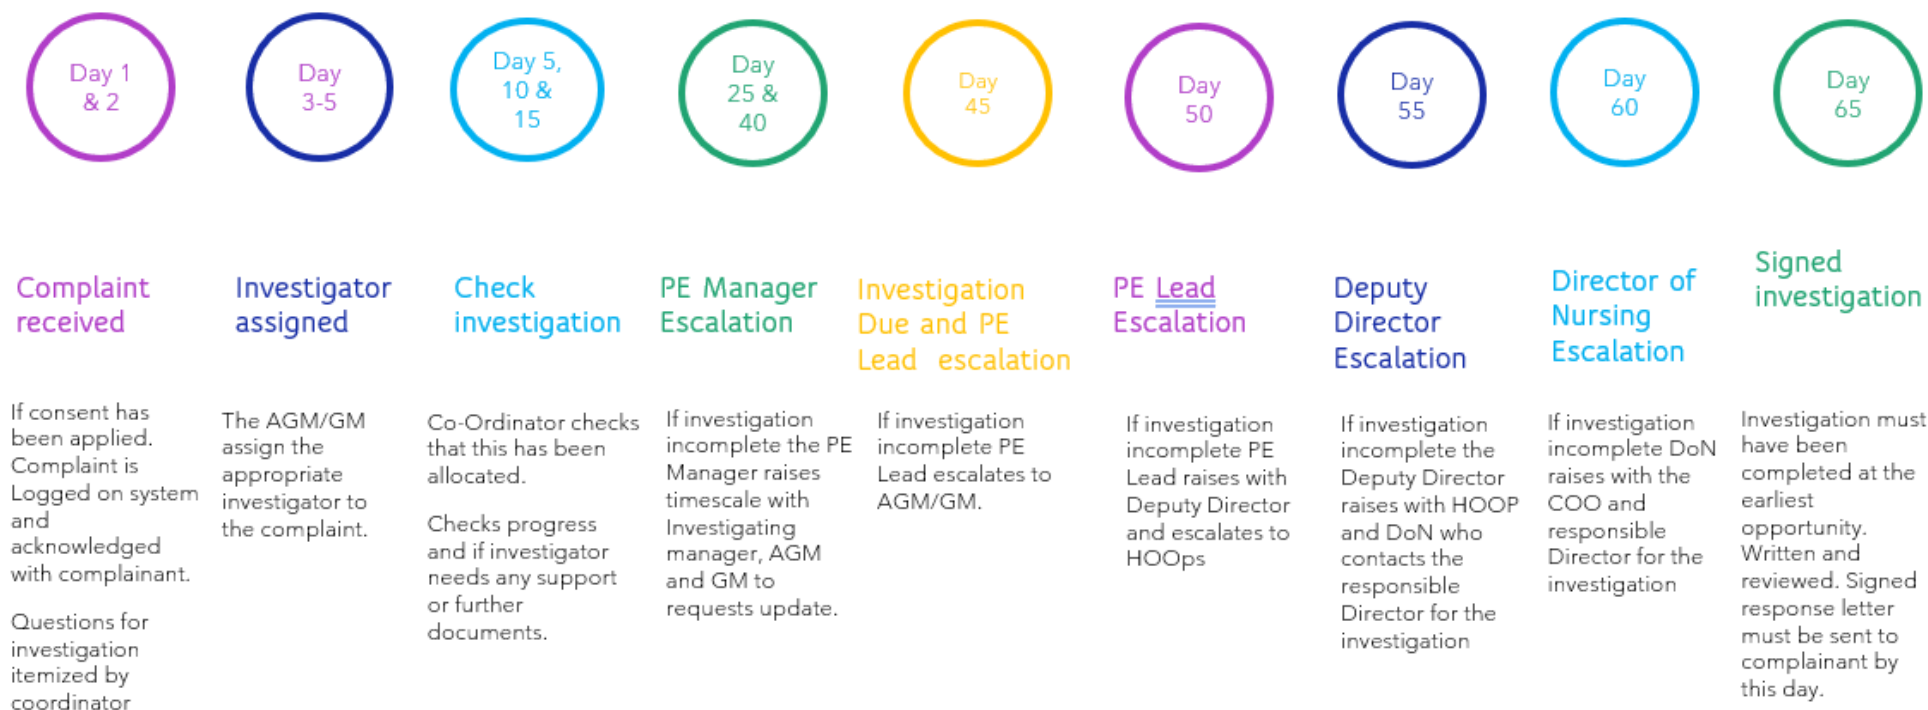 Day 1
& 2
Day
3-5
Day 5,
10 &
15
Day
25 &
40
Day
45
Day
50
Day
55
Day
60
Day
65
Complaint
received
Investigator
assigned
Check
investigation
PE Manager
Escalation
Investigation
Due and PE
Lead escalation
PE Lead
Escalation
Deputy
Director
Escalation
Director of
Nursing
Escalation
Signed
investigation
If consent has
been applied.
Complaint is
Logged on system
and
acknowledged
with complainant.
Questions for
investigation
itemized by
coordinator
The AGM/GM
assign the
appropriate
investigator to
the complaint.
Co-Ordinator checks
that this has been
allocated.
Checks progress
and if investigator
needs any support
or further
documents.
If investigation
incomplete the PE
Manager raises
timescale with
Investigating
manager, AGM
and GM to
requests update.
If investigation
incomplete PE
Lead escalates to
AGM/GM.
If investigation
incomplete PE
Lead raises with
Deputy Director
and escalates to
HOOps
If investigation
incomplete the
Deputy Director
raises with HOOP
and DoN who
contacts the
responsible
Director for the
investigation
If investigation
incomplete DoN
raises with the
COO and
responsible
Director for the
investigation
Investigation must
have been
completed at the
earliest
opportunity.
Written and
reviewed. Signed
response letter
must be sent to
complainant by
this day.